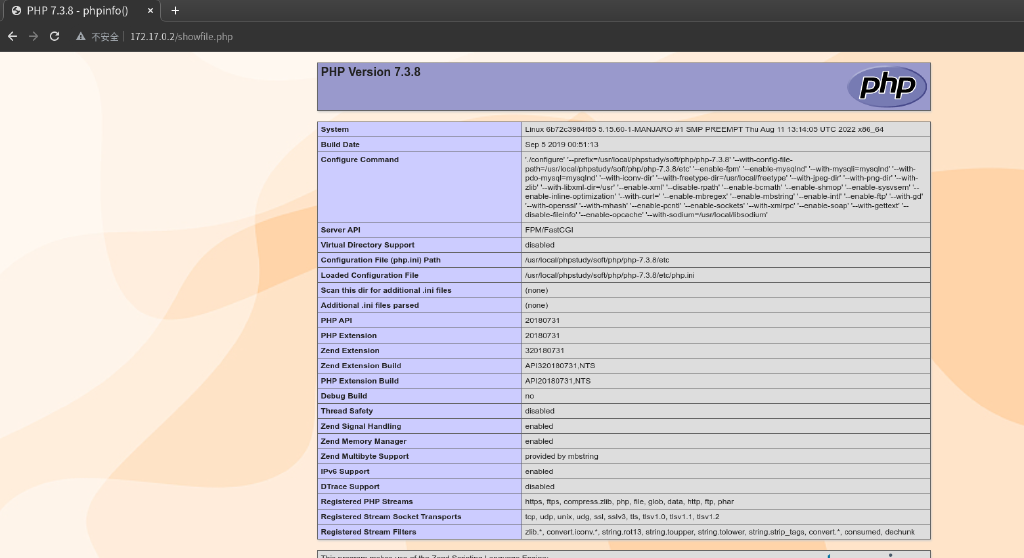 PHP 7.3.8 - phpinfo() × +
不安全 172.17.0.2/showfile.php
PHP Version 7.3.8
php
System Linux 6b72c3984f85 5.15.60-1-MANJARO #1 SMP PREEMPT Thu Aug 11 13:14:05 UTC 2022 x86_64
Build Date Sep 5 2019 00:51:13
Configure Command './configure' '--prefix=/usr/local/phpstudy/soft/php/php-7.3.8' '--with-config-file-
path=/usr/local/phpstudy/soft/php/php-7.3.8/etc' '--enable-fpm' '--enable-mysqlnd' '--with-mysqli=mysqlnd' '--with-
pdo-mysql=mysqlnd' '--with-iconv-dir' '--with-freetype-dir=/usr/local/freetype' '--with-jpeg-dir' '--with-png-dir' '--with-
zlib' '--with-libxml-dir=/usr' '--enable-xml' '--disable-rpath' '--enable-bcmath' '--enable-shmop' '--enable-sysvsem' '--
enable-inline-optimization' '--with-curl=' '--enable-mbregex' '--enable-mbstring' '--enable-intl' '--enable-ftp' '--with-gd'
'--with-openssl' '--with-mhash' '--enable-pcntl' '--enable-sockets' '--with-xmlrpc' '--enable-soap' '--with-gettext' '--
disable-fileinfo' '--enable-opcache' '--with-sodium=/usr/local/libsodium'
Server API FPM/FastCGI
Virtual Directory Support disabled
Configuration File (php.ini) Path /usr/local/phpstudy/soft/php/php-7.3.8/etc
Loaded Configuration File /usr/local/phpstudy/soft/php/php-7.3.8/etc/php.ini
Scan this dir for additional .ini files (none)
Additional .ini files parsed (none)
PHP API 20180731
PHP Extension 20180731
Zend Extension 320180731
Zend Extension Build API320180731,NTS
PHP Extension Build API20180731,NTS
Debug Build no
Thread Safety disabled
Zend Signal Handling enabled
Zend Memory Manager enabled
Zend Multibyte Support provided by mbstring
IPv6 Support enabled
DTrace Support disabled
Registered PHP Streams https, ftps, compress.zlib, php, file, glob, data, http, ftp, phar
Registered Stream Socket Transports tcp, udp, unix, udg, ssl, sslv3, tls, tlsv1.0, tlsv1.1, tlsv1.2
Registered Stream Filters zlib.*, convert.iconv.*, string.rot13, string.toupper, string.tolower, string.strip_tags, convert.*, consumed, dechunk
This program makes use of the Zend Scripting Language Engine: